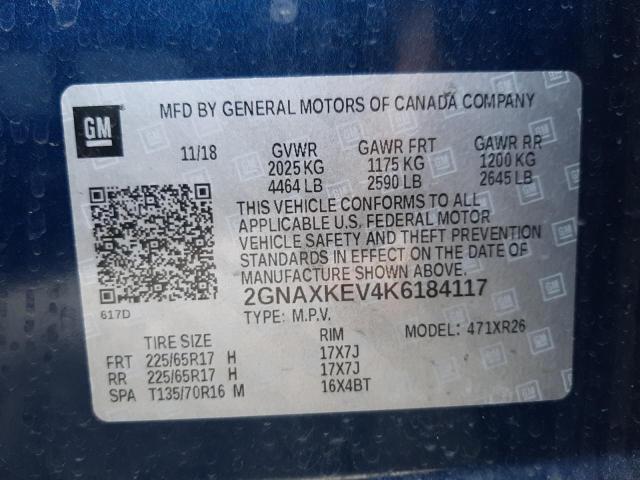 GM
MFD BY GENERAL MOTORS OF CANADA COMPANY
11/18 GVWR GAWR FRT GAWR RR
2025 KG 1175 KG 1200 KG
4464 LB 2590 LB 2645 LB
THIS VEHICLE CONFORMS TO ALL
APPLICABLE U.S. FEDERAL MOTOR
VEHICLE SAFETY AND THEFT PREVENTION
STANDARDS IN EFFECT ON THE DATE OF
MANUFACTURE SHOWN ABOVE.
617D
2GNAXKEV4K6184117
TYPE: M.P.V. MODEL: 471XR26
TIRE SIZE RIM
FRT 225/65R17 H 17X7J
RR 225/65R17 H 17X7J
SPA T135/70R16 M 16X4BT